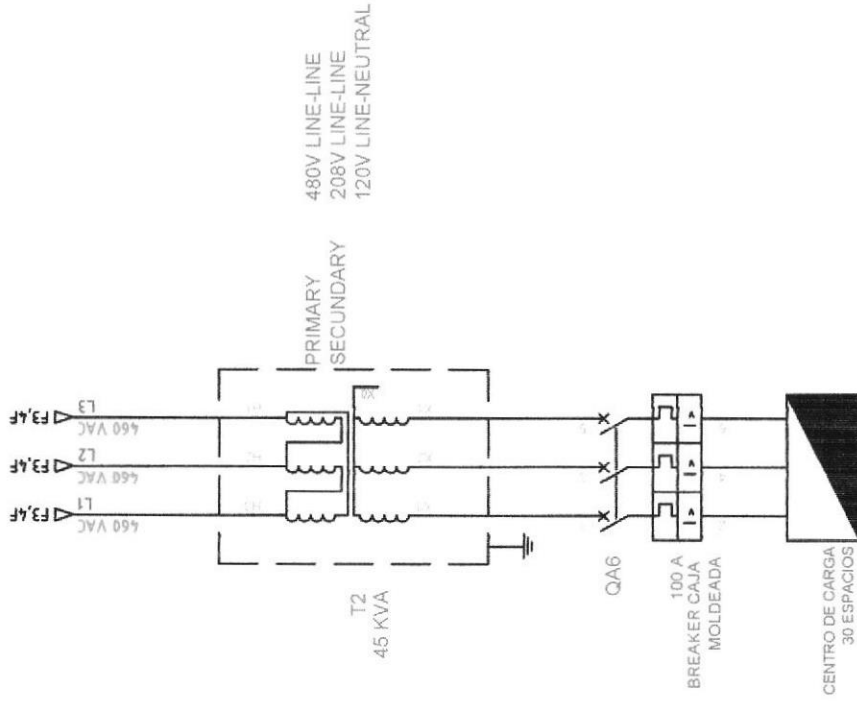 F3,4F
F3,4F
F3,4F
L1
460 VAC
L2
460 VAC
L3
460 VAC
PRIMARY
SECUNDARY
480V LINE-LINE
208V LINE-LINE
120V LINE-NEUTRAL
T2
45 KVA
X0
QA6
100 A
BREAKER CAJA
MOLDEADA
CENTRO DE CARGA
30 ESPACIOS